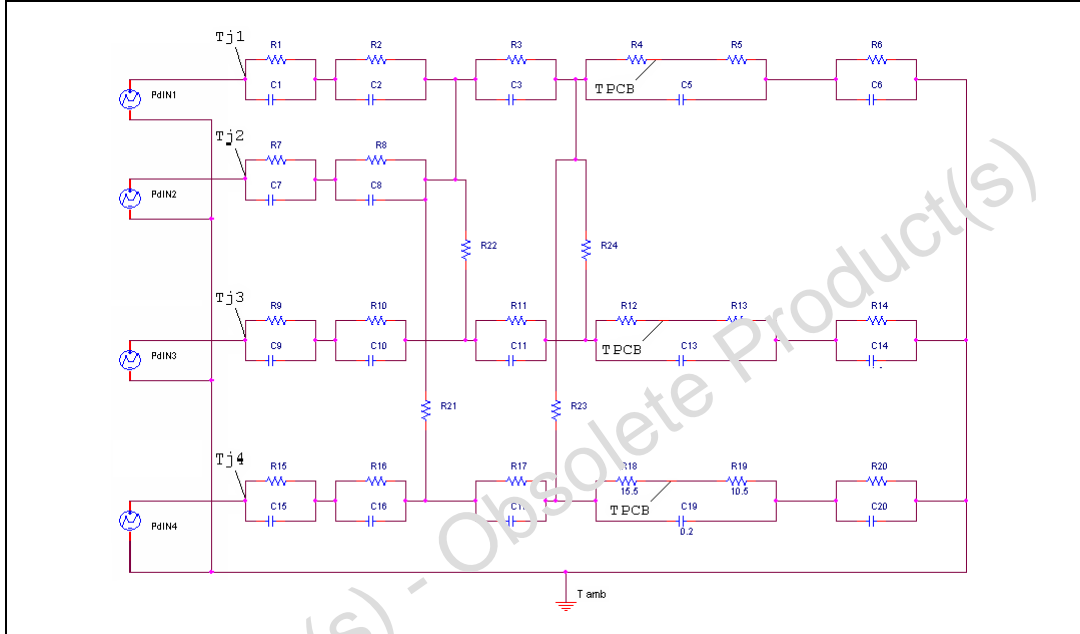 Tj1
R1
R2
R3
R4
R5
R6
PdIN1
C1
C2
C3
TPCB
C5
C6
Tj2
R7
R8
PdIN2
C7
C8
R22
R24
Tj3
R9
R10
R11
R12
R13
R14
PdIN3
C9
C10
C11
TPCB
C13
C14
R21
R23
Tj4
R15
R16
R17
R18
R19
R20
15.5
10.5
PdIN4
C15
C16
TPCB
C19
C20
0.2
T amb
(s) - Obsolete Product(s)